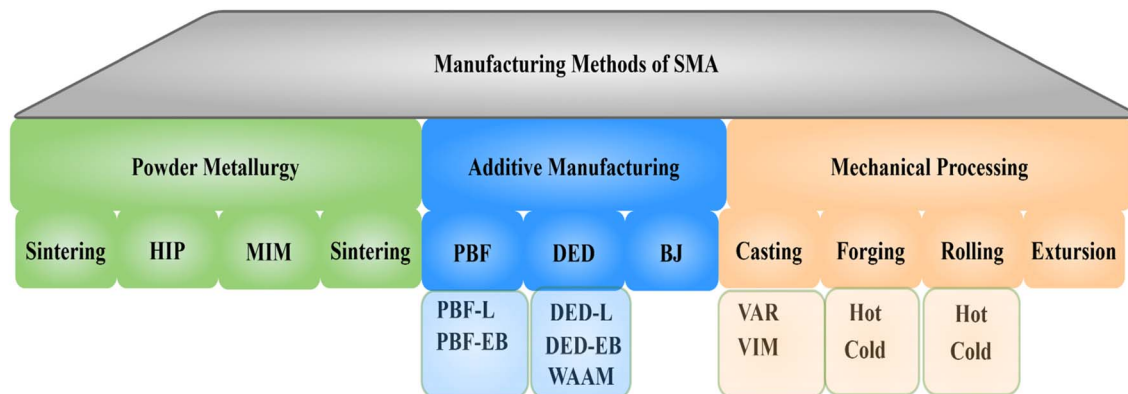 Manufacturing Methods of SMA
Powder Metallurgy
Additive Manufacturing
Mechanical Processing
Sintering
HIP
MIM
Sintering
PBF
DED
BJ
Casting
Forging
Rolling
Extursion
PBF-L
PBF-EB
DED-L
DED-EB
WAAM
VAR
VIM
Hot
Cold
Hot
Cold